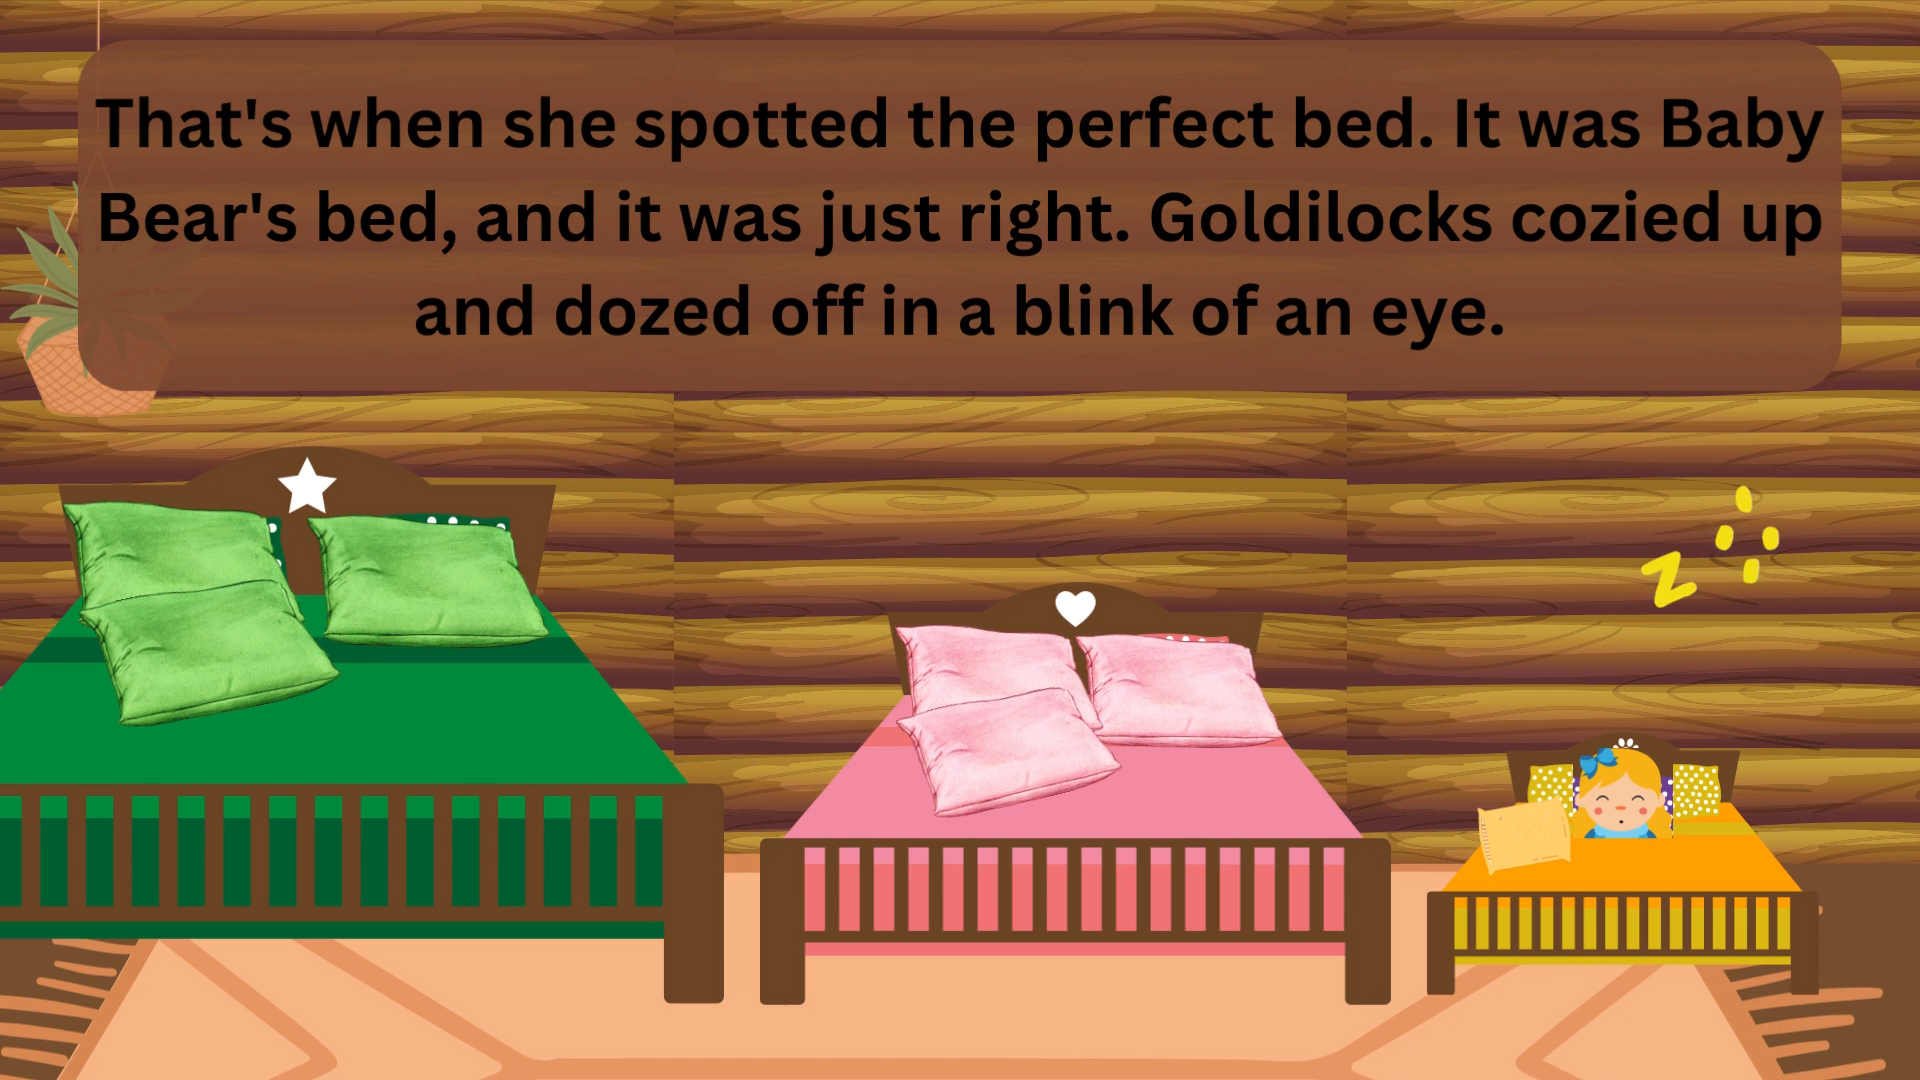 That's when she spotted the perfect bed. It was Baby
Bear's bed, and it was just right. Goldilocks cozied up
and dozed off in a blink of an eye.
z